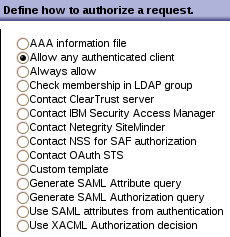 Define how to authorize a request.
AAA information file
Allow any authenticated client
Always allow
Check membership in LDAP group
Contact ClearTrust server
Contact IBM Security Access Manager
Contact Netegrity SiteMinder
Contact NSS for SAF authorization
Contact OAuth STS
Custom template
Generate SAML Attribute query
Generate SAML Authorization query
Use SAML attributes from authentication
Use XACML Authorization decision